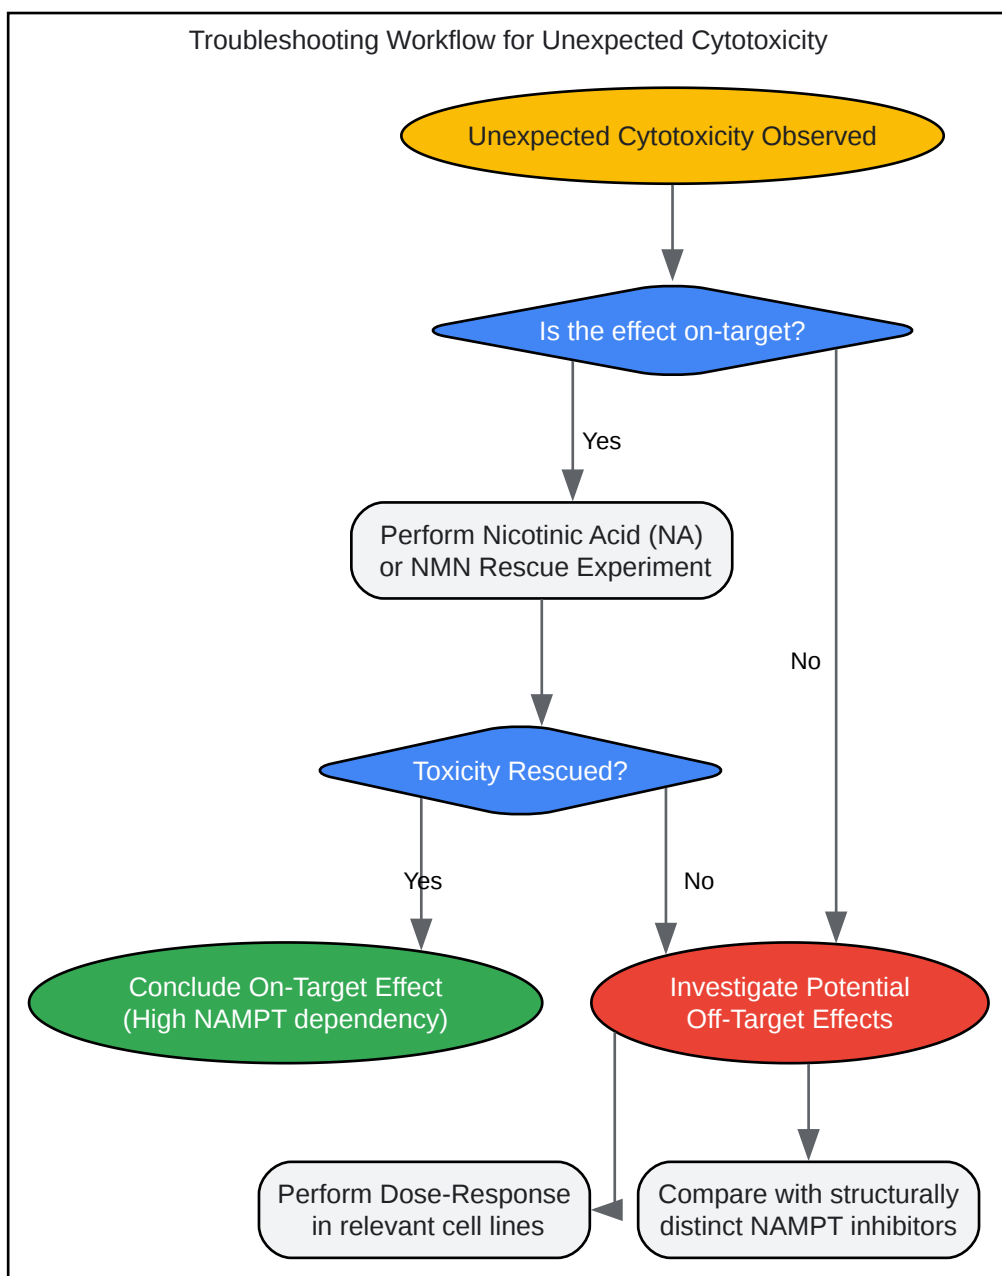 Troubleshooting Workflow for Unexpected Cytotoxicity
Unexpected Cytotoxicity Observed
Is the effect on-target?
Yes
Perform Nicotinic Acid (NA)
or NMN Rescue Experiment
No
Toxicity Rescued?
Yes
No
Conclude On-Target Effect
(High NAMPT dependency)
Investigate Potential
Off-Target Effects
Perform Dose-Response
in relevant cell lines
Compare with structurally
distinct NAMPT inhibitors